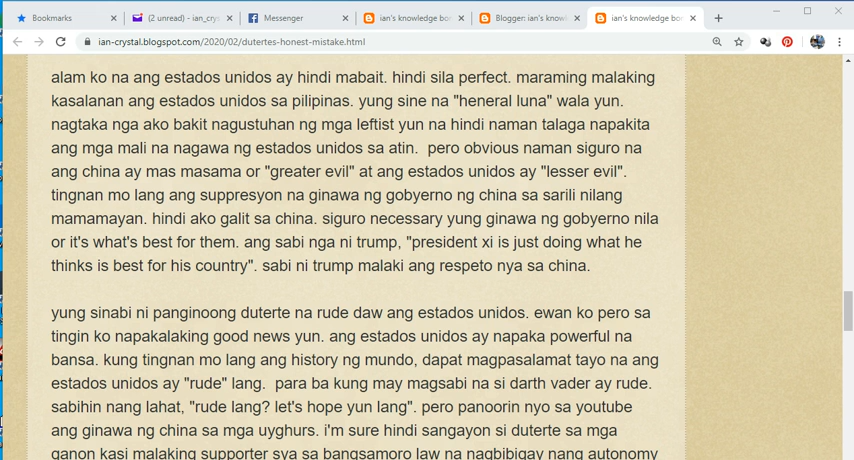 Bookmarks
(2 unread) - ian_crys
Messenger
ian's knowledge bo
Blogger: ian's knowl
ian's knowledge bo
ian-crystal.blogspot.com/2020/02/dutertes-honest-mistake.html
alam ko na ang estados unidos ay hindi mabait. hindi sila perfect. maraming malaking
kasalanan ang estados unidos sa pilipinas. yung sine na "heneral luna" wala yun.
nagtaka nga ako bakit nagustuhan ng mga leftist yun na hindi naman talaga napakita
ang mga mali na nagawa ng estados unidos sa atin. pero obvious naman siguro na
ang china ay mas masama or "greater evil" at ang estados unidos ay "lesser evil".
tingnan mo lang ang suppresyon na ginawa ng gobyerno ng china sa sarili nilang
mamamayan. hindi ako galit sa china. siguro necessary yung ginawa ng gobyerno nila
or it's what's best for them. ang sabi nga ni trump, "president xi is just doing what he
thinks is best for his country". sabi ni trump malaki ang respeto nya sa china.
yung sinabi ni panginoong duterte na rude daw ang estados unidos. ewan ko pero sa
tingin ko napakalaking good news yun. ang estados unidos ay napaka powerful na
bansa. kung tingnan mo lang ang history ng mundo, dapat magpasalamat tayo na ang
estados unidos ay "rude" lang. para ba kung may magsabi na si darth vader ay rude.
sabihin nang lahat, "rude lang? let's hope yun lang". pero panoorin nyo sa youtube
ang ginawa ng china sa mga uyghurs. i'm sure hindi sangayon si duterte sa mga
ganon kasi malaking supporter sya sa bangsamoro law na nagbibigay nang autonomy